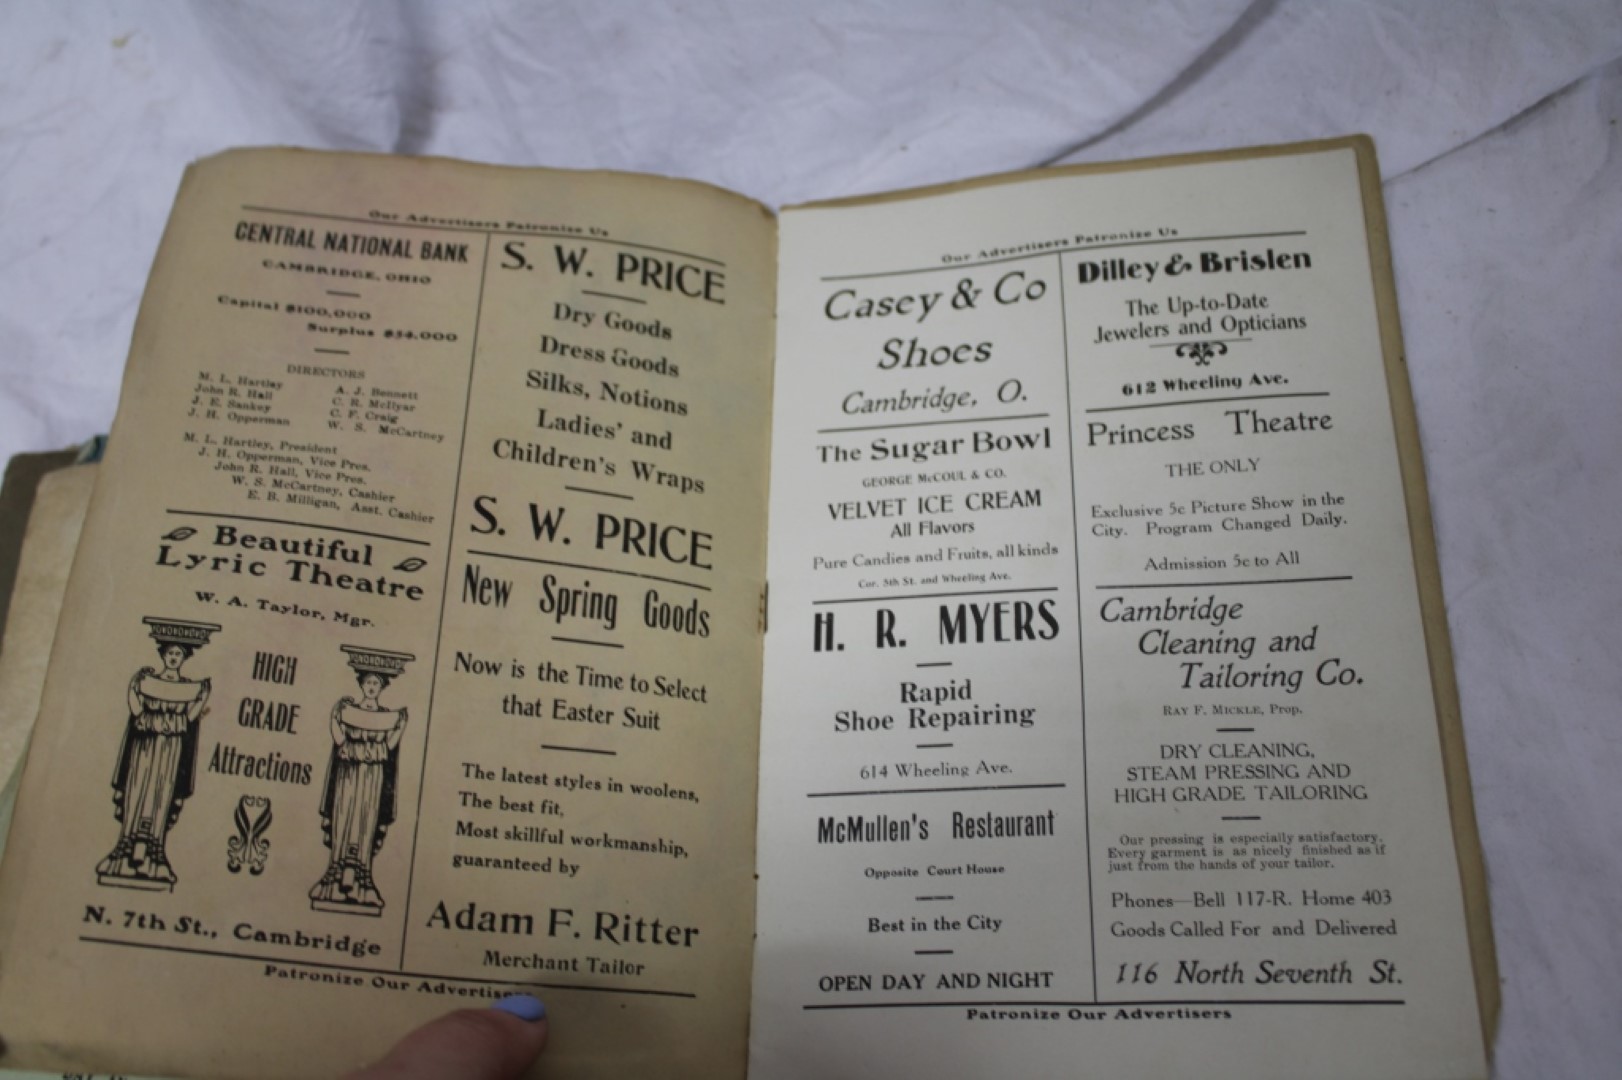 Our Advertisers Patronize Us
CENTRAL NATIONAL BANK
CAMBRIDGE, OHIO
Capital $100,000
Surplus $54,000
DIRECTORS
M. L. Hartley
John R. Hall
J. E. Sankey
J. H. Opperman
A. J. Bennett
C. R. McIlyar
C. F. Craig
W. S. McCartney
M. L. Hartley, President
J. H. Opperman, Vice Pres.
John R. Hall, Vice Pres.
W. S. McCartney, Cashier
E. B. Milligan, Asst. Cashier
Beautiful
Lyric Theatre
W. A. Taylor, Mgr.
HIGH
GRADE
Attractions
N. 7th St., Cambridge
S. W. PRICE
Dry Goods
Dress Goods
Silks, Notions
Ladies' and
Children's Wraps
S. W. PRICE
New Spring Goods
Now is the Time to Select
that Easter Suit
The latest styles in woolens,
The best fit,
Most skillful workmanship,
guaranteed by
Adam F. Ritter
Merchant Tailor
Patronize Our Advertisers
Our Advertisers Patronize Us
Casey & Co
Shoes
Cambridge, O.
The Sugar Bowl
GEORGE McCOUL & CO.
VELVET ICE CREAM
All Flavors
Pure Candies and Fruits, all kinds
Cor. 5th St. and Wheeling Ave.
H. R. MYERS
Rapid
Shoe Repairing
614 Wheeling Ave.
McMullen's Restaurant
Opposite Court House
Best in the City
OPEN DAY AND NIGHT
Dilley & Brislen
The Up-to-Date
Jewelers and Opticians
612 Wheeling Ave.
Princess Theatre
THE ONLY
Exclusive 5c Picture Show in the
City. Program Changed Daily.
Admission 5c to All
Cambridge
Cleaning and
Tailoring Co.
RAY F. MICKLE, Prop.
DRY CLEANING,
STEAM PRESSING AND
HIGH GRADE TAILORING
Our pressing is especially satisfactory.
Every garment is as nicely finished as if
just from the hands of your tailor.
Phones—Bell 117-R. Home 403
Goods Called For and Delivered
116 North Seventh St.
Patronize Our Advertisers